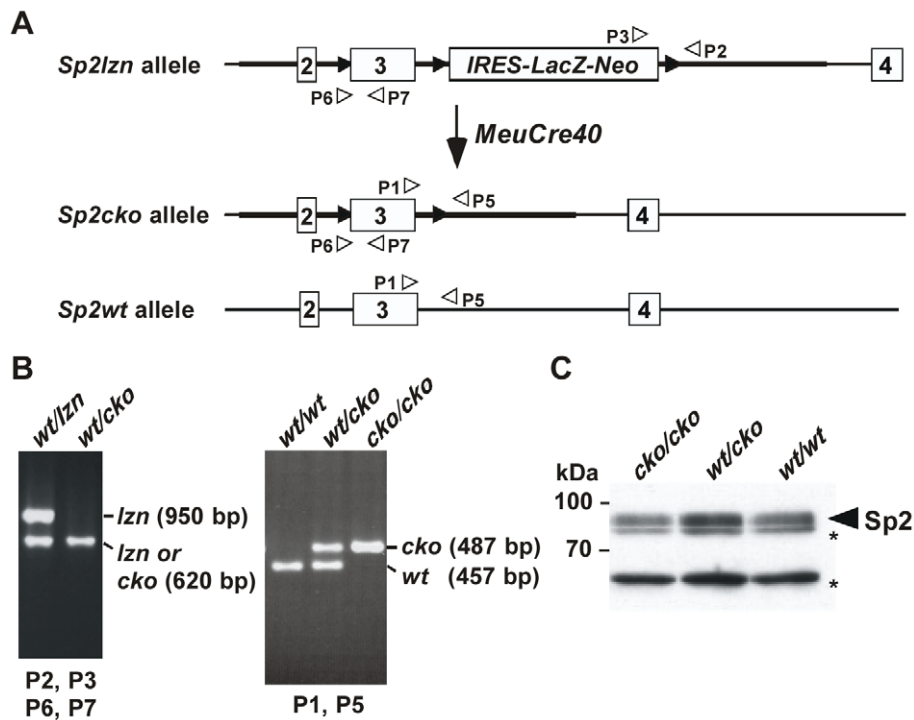 A
Sp2lzn allele
2
3
IRES-LacZ-Neo
4
P3
P2
P6
P7
MeuCre40
Sp2cko allele
2
3
4
P1
P5
P6
P7
Sp2wt allele
2
3
4
P1
P5
B
wt/lzn
wt/cko
lzn (950 bp)
lzn or
cko (620 bp)
P2, P3
P6, P7
wt/wt
wt/cko
cko/cko
cko (487 bp)
wt (457 bp)
P1, P5
C
cko/cko
wt/cko
wt/wt
kDa
100
70
Sp2
*
*